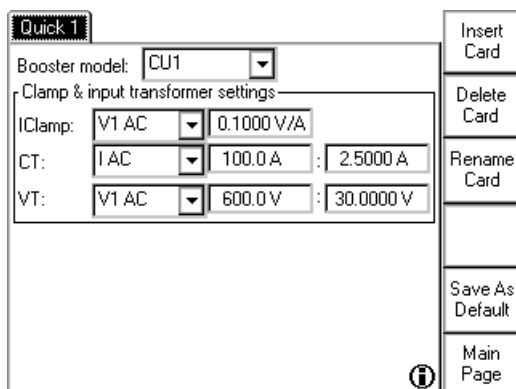 Quick 1
Booster model: CU1
Clamp & input transformer settings
IClamp: V1 AC 0.1000 V/A
CT: I AC 100.0 A : 2.5000 A
VT: V1 AC 600.0 V : 30.0000 V
Insert
Card
Delete
Card
Rename
Card
Save As
Default
Main
Page